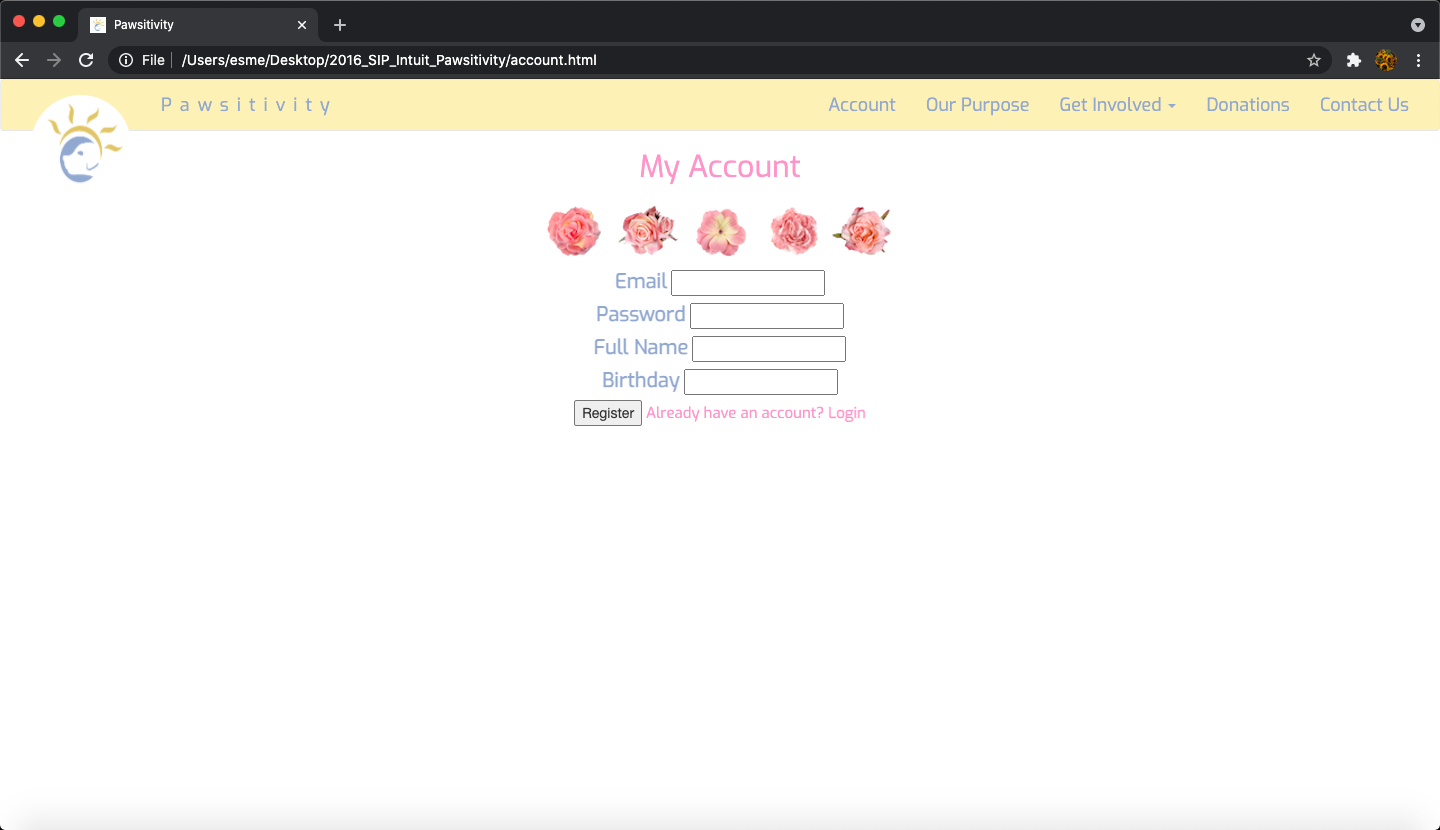 Pawsitivity
File /Users/esme/Desktop/2016_SIP_Intuit_Pawsitivity/account.html
Pawsitivity Account Our Purpose Get Involved Donations Contact Us
My Account
Email
Password
Full Name
Birthday
Register Already have an account? Login